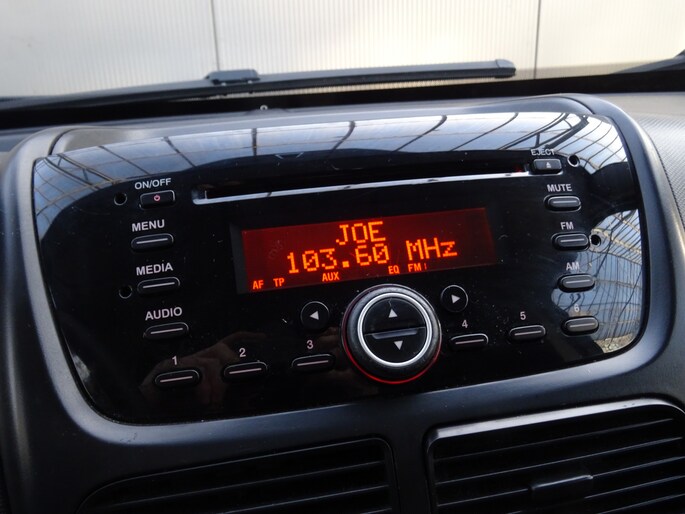 EJECT
ON/OFF
MENU
MEDIA
AUDIO
JOE
103.60 MHz
AF TP AUX EQ FM I
MUTE
FM
AM
1 2 3 4 5 6